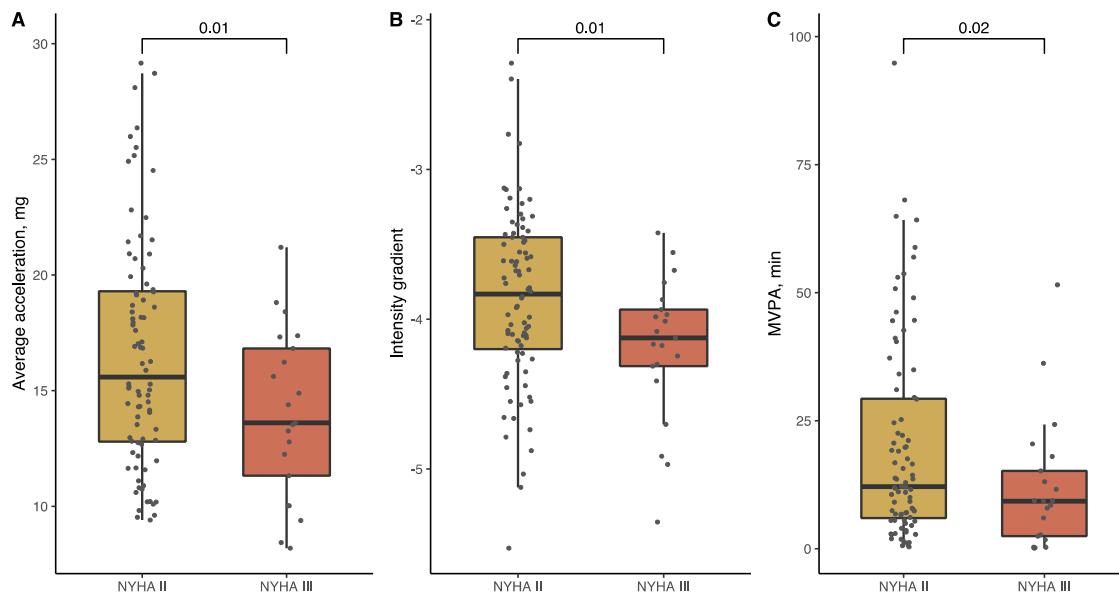 A
0.01
30
25
20
15
10
Average acceleration, mg
NYHA II
NYHA III
B
0.01
-2
-3
-4
-5
Intensity gradient
NYHA II
NYHA III
C
0.02
100
75
50
25
0
MVPA, min
NYHA II
NYHA III